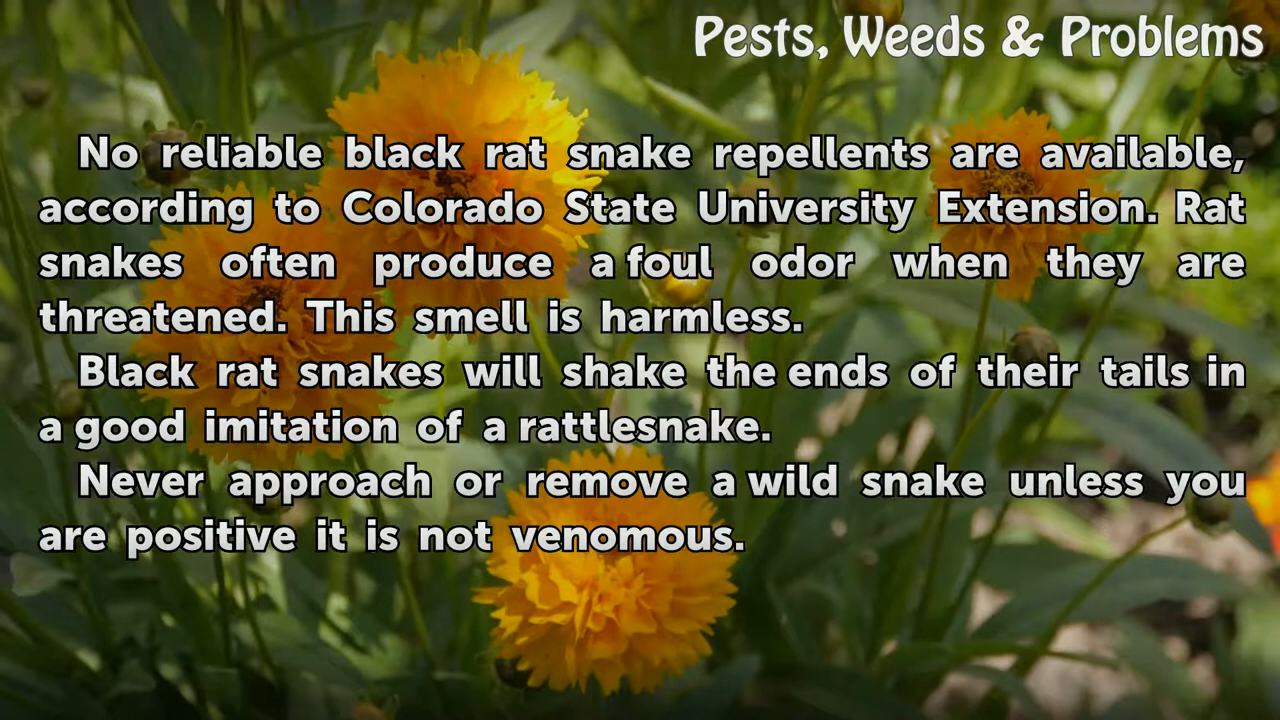 Pests, Weeds & Problems
No reliable black rat snake repellents are available,
according to Colorado State University Extension. Rat
snakes often produce a foul odor when they are
threatened. This smell is harmless.
Black rat snakes will shake the ends of their tails in
a good imitation of a rattlesnake.
Never approach or remove a wild snake unless you
are positive it is not venomous.